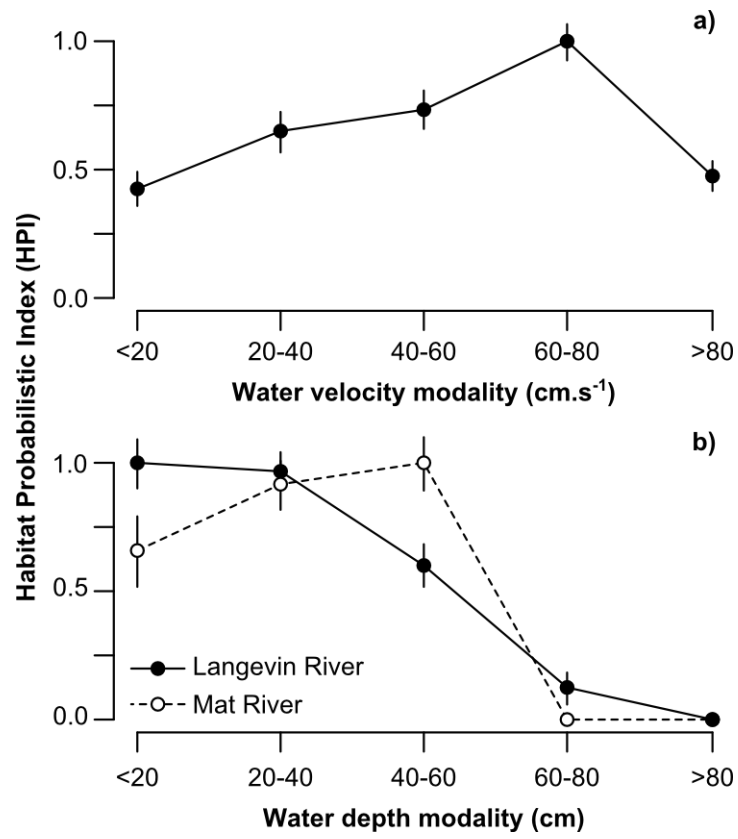 a)
Habitat Probabilistic Index (HPI)
1.0
0.5
0.0
<20 20-40 40-60 60-80 >80
Water velocity modality (cm.s⁻¹)
b)
1.0
0.5
0.0
Langevin River
Mat River
<20 20-40 40-60 60-80 >80
Water depth modality (cm)